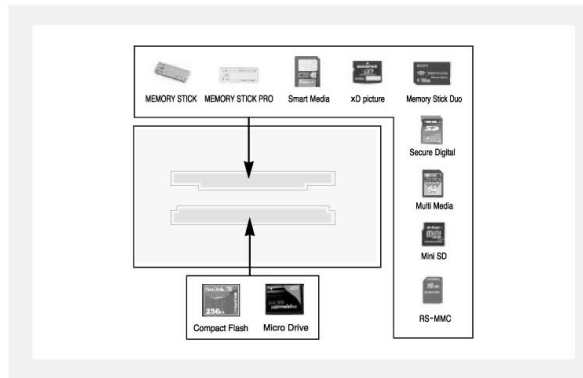 MEMORY STICK MEMORY STICK PRO Smart Media xD picture Memory Stick Duo
Secure Digital
Multi Media
Mini SD
RS-MMC
256
Compact Flash Micro Drive